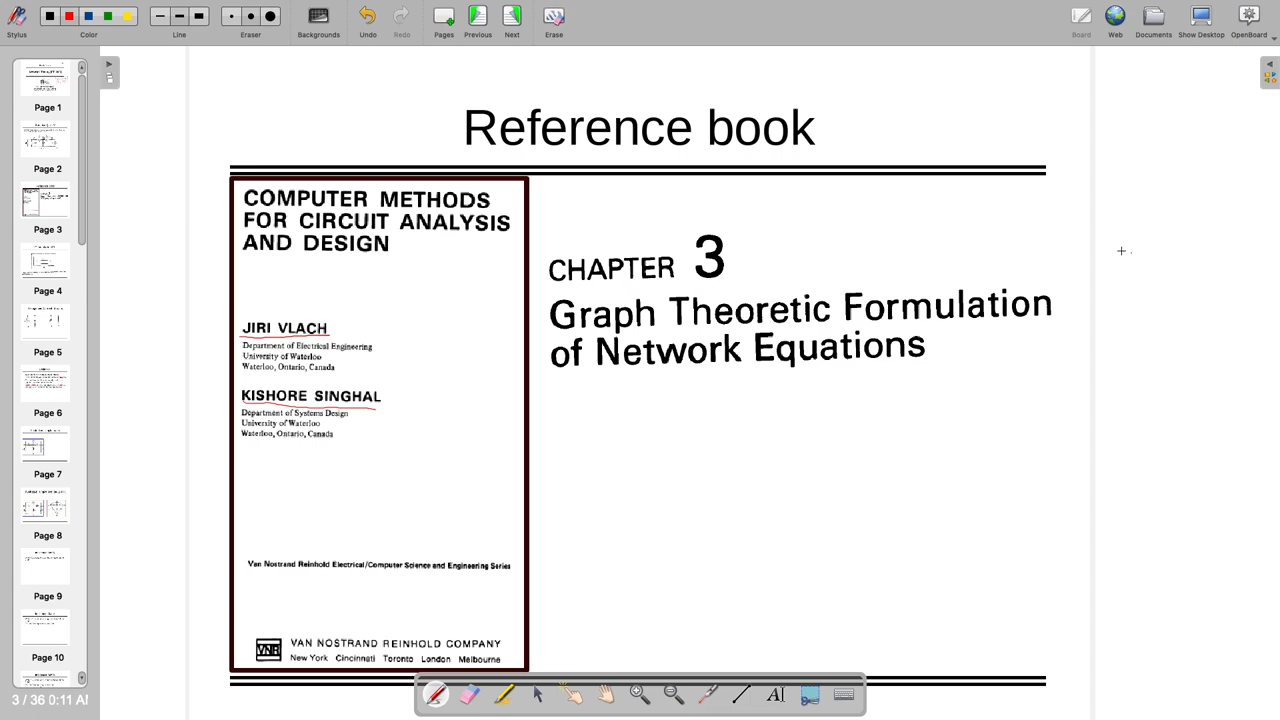 Stylus
Color
Line
Eraser
Backgrounds
Undo
Redo
Pages
Previous
Next
Erase
Board
Web
Documents
Show Desktop
OpenBoard
Page 1
Page 2
Page 3
Page 4
Page 5
Page 6
Page 7
Page 8
Page 9
Page 10
3 / 36 0:11 AM
Reference book
COMPUTER METHODS
FOR CIRCUIT ANALYSIS
AND DESIGN
JIRI VLACH
Department of Electrical Engineering
University of Waterloo
Waterloo, Ontario, Canada
KISHORE SINGHAL
Department of Systems Design
University of Waterloo
Waterloo, Ontario, Canada
Van Nostrand Reinhold Electrical/Computer Science and Engineering Series
VNR VAN NOSTRAND REINHOLD COMPANY
New York Cincinnati Toronto London Melbourne
CHAPTER 3
Graph Theoretic Formulation
of Network Equations